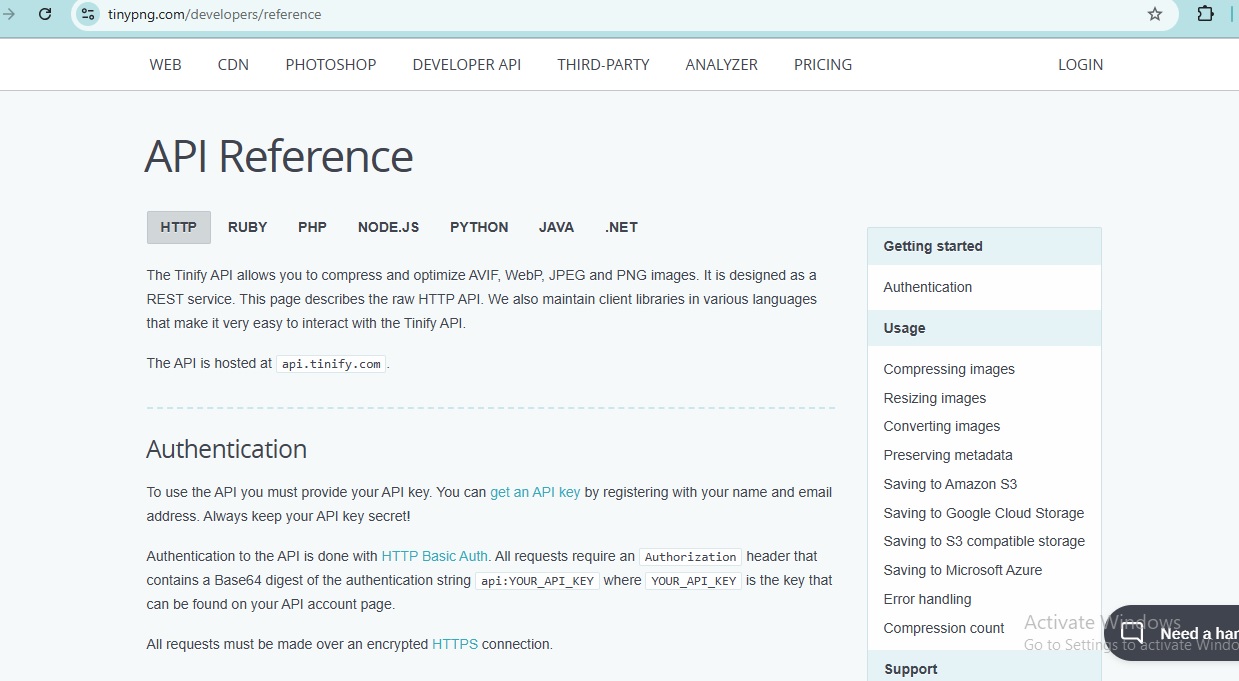 tinypng.com/developers/reference
WEB CDN PHOTOSHOP DEVELOPER API THIRD-PARTY ANALYZER PRICING LOGIN
API Reference
HTTP RUBY PHP NODE.JS PYTHON JAVA .NET
The Tinify API allows you to compress and optimize AVIF, WebP, JPEG and PNG images. It is designed as a
REST service. This page describes the raw HTTP API. We also maintain client libraries in various languages
that make it very easy to interact with the Tinify API.
The API is hosted at api.tinify.com.
Authentication
To use the API you must provide your API key. You can get an API key by registering with your name and email
address. Always keep your API key secret!
Authentication to the API is done with HTTP Basic Auth. All requests require an Authorization header that
contains a Base64 digest of the authentication string api:YOUR_API_KEY where YOUR_API_KEY is the key that
can be found on your API account page.
All requests must be made over an encrypted HTTPS connection.
Getting started
Authentication
Usage
Compressing images
Resizing images
Converting images
Preserving metadata
Saving to Amazon S3
Saving to Google Cloud Storage
Saving to S3 compatible storage
Saving to Microsoft Azure
Error handling
Compression count
Support
Activate Windows
Go to Settings to activate Windo
Need a har